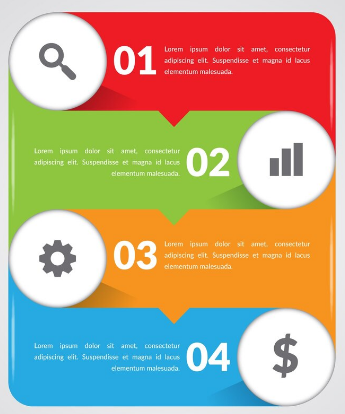 01
Lorem ipsum dolor sit amet, consectetur
adipiscing elit. Suspendisse et magna id lacus
elementum malesuada.
Lorem ipsum dolor sit amet, consectetur
adipiscing elit. Suspendisse et magna id lacus
elementum malesuada.
02
03
Lorem ipsum dolor sit amet, consectetur
adipiscing elit. Suspendisse et magna id lacus
elementum malesuada.
Lorem ipsum dolor sit amet, consectetur
adipiscing elit. Suspendisse et magna id lacus
elementum malesuada.
04
$